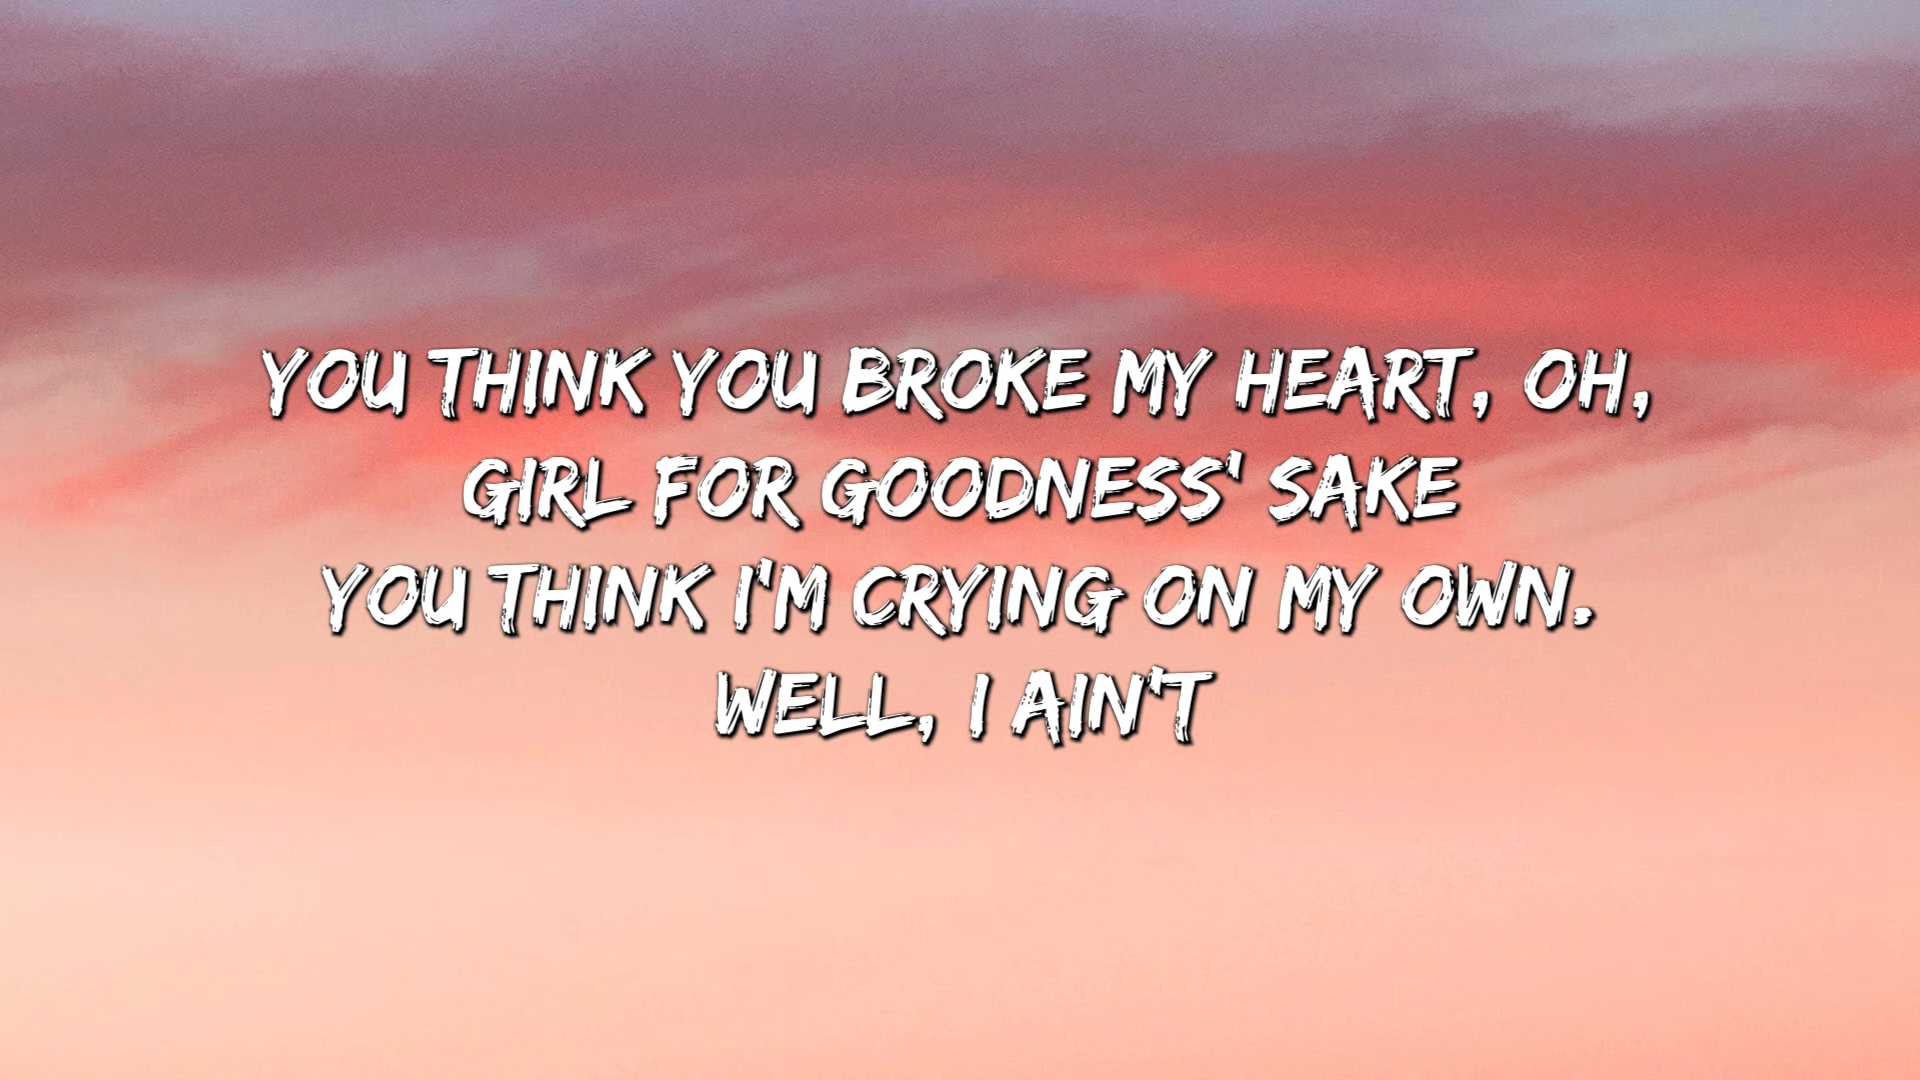 YOU THINK YOU BROKE MY HEART, OH,
GIRL FOR GOODNESS' SAKE
YOU THINK I'M CRYING ON MY OWN.
WELL, I AIN'T